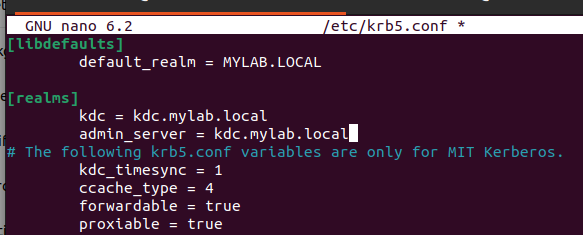 GNU nano 6.2 /etc/krb5.conf *
[libdefaults]
default_realm = MYLAB.LOCAL
[realms]
kdc = kdc.mylab.local
admin_server = kdc.mylab.local
# The following krb5.conf variables are only for MIT Kerberos.
kdc_timesync = 1
ccache_type = 4
forwardable = true
proxiable = true